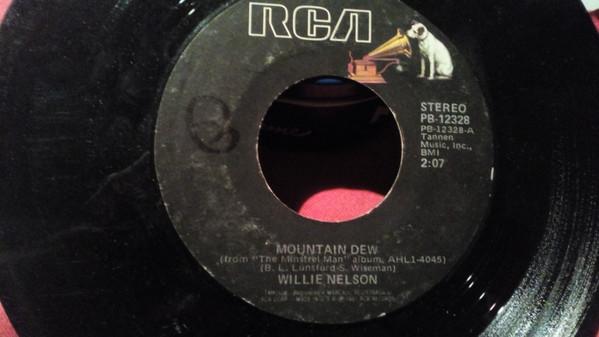 RCA
STEREO
PB-12328
PB-12328-A
Tannen
Music, Inc.,
BMI
2:07
MOUNTAIN DEW
(from "The Minstrel Man" album, AHL1-4045)
(B. L. Lunsford-S. Wiseman)
WILLIE NELSON